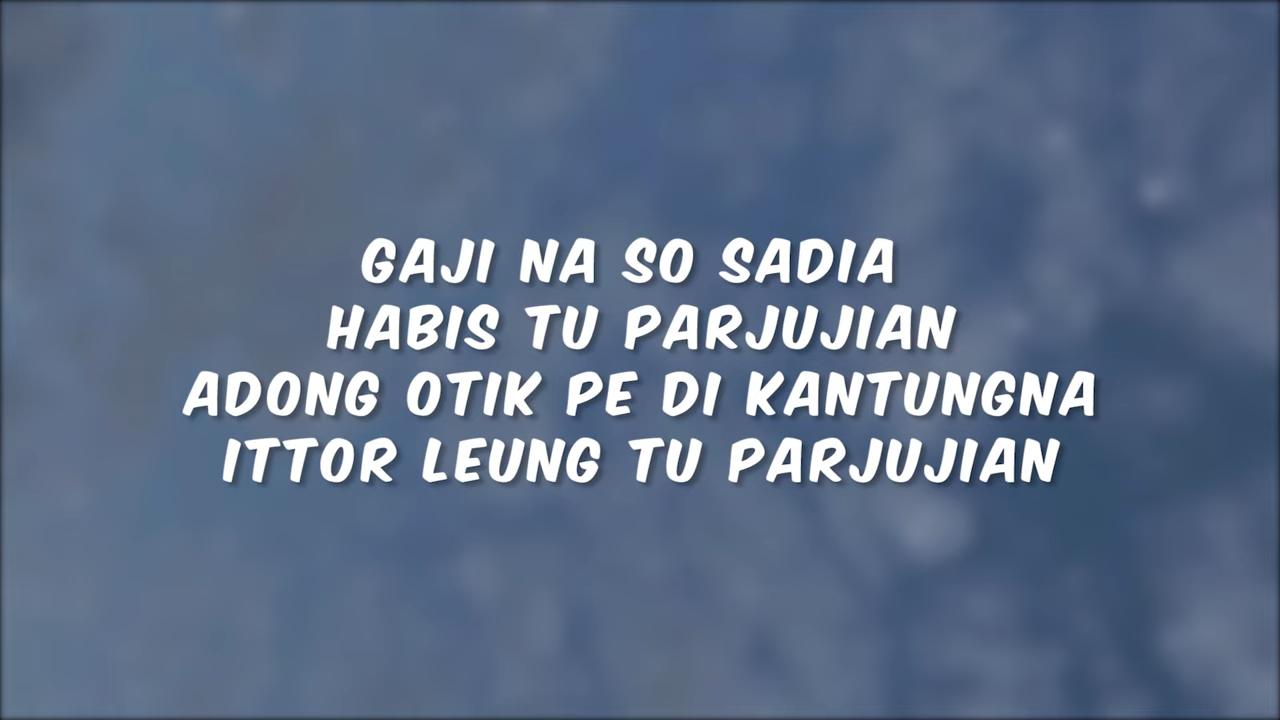 GAJI NA SO SADIA
HABIS TU PARJUJIAN
ADONG OTIK PE DI KANTUNGNA
ITTOR LEUNG TU PARJUJIAN